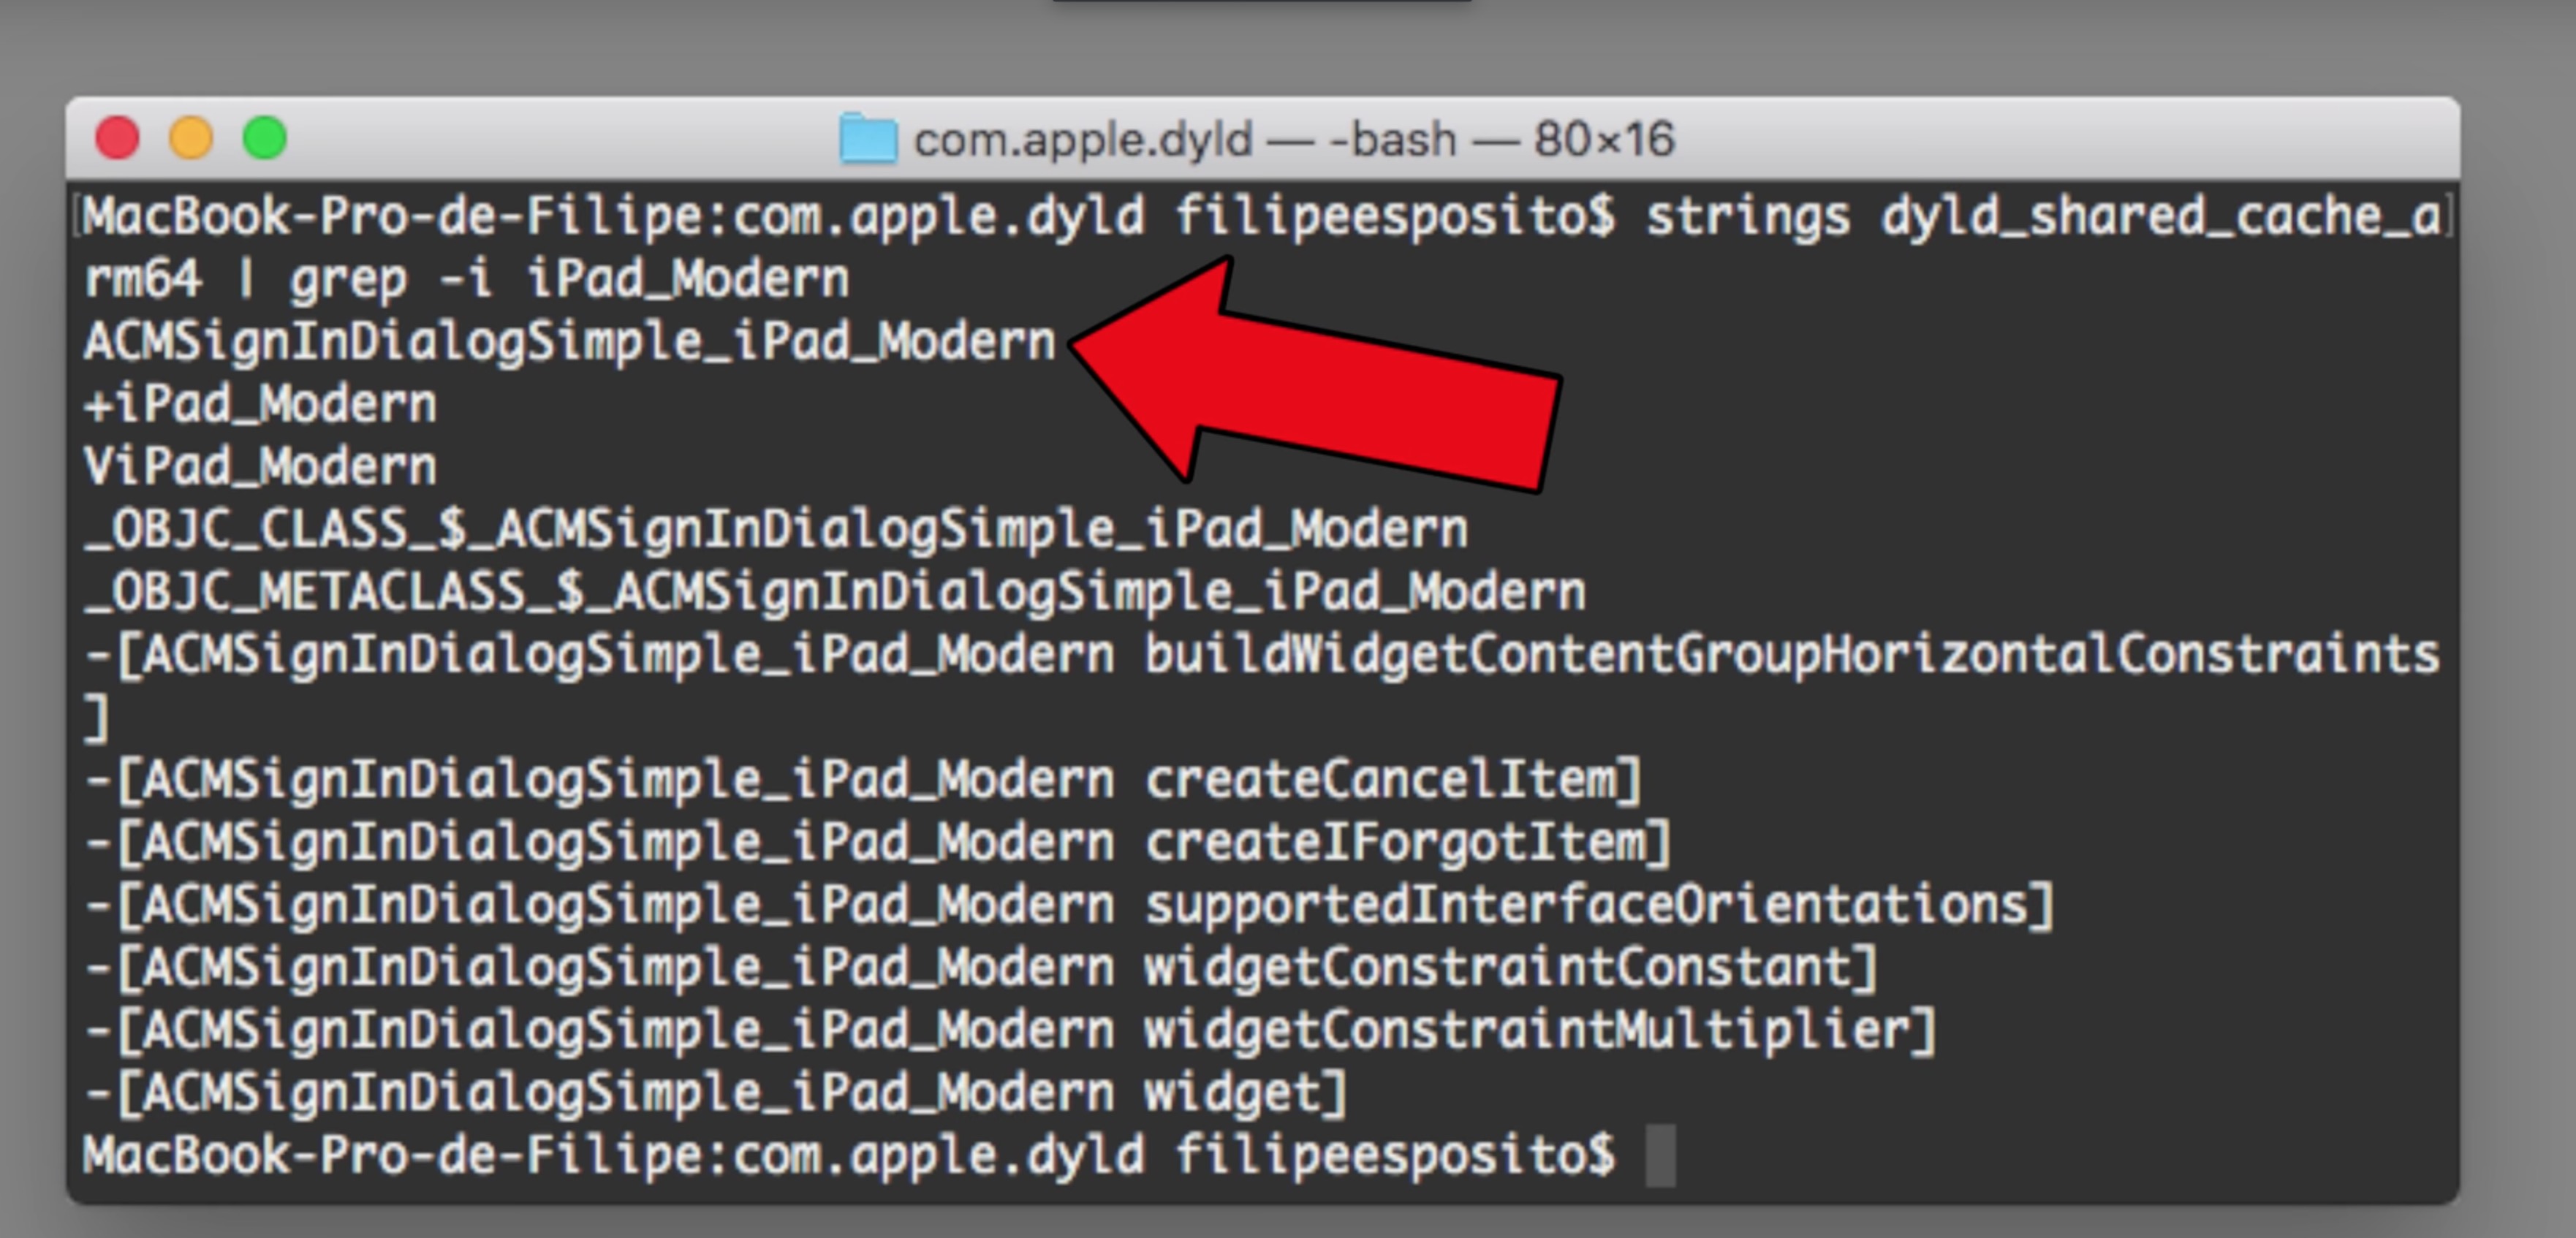 com.apple.dyld — -bash — 80×16
[MacBook-Pro-de-Filipe:com.apple.dyld filipeesposito$ strings dyld_shared_cache_a]
rm64 | grep -i iPad_Modern
ACMSignInDialogSimple_iPad_Modern
+iPad_Modern
ViPad_Modern
_OBJC_CLASS_$_ACMSignInDialogSimple_iPad_Modern
_OBJC_METACLASS_$_ACMSignInDialogSimple_iPad_Modern
-[ACMSignInDialogSimple_iPad_Modern buildWidgetContentGroupHorizontalConstraints
]
-[ACMSignInDialogSimple_iPad_Modern createCancelItem]
-[ACMSignInDialogSimple_iPad_Modern createIForgotItem]
-[ACMSignInDialogSimple_iPad_Modern supportedInterfaceOrientations]
-[ACMSignInDialogSimple_iPad_Modern widgetConstraintConstant]
-[ACMSignInDialogSimple_iPad_Modern widgetConstraintMultiplier]
-[ACMSignInDialogSimple_iPad_Modern widget]
MacBook-Pro-de-Filipe:com.apple.dyld filipeesposito$